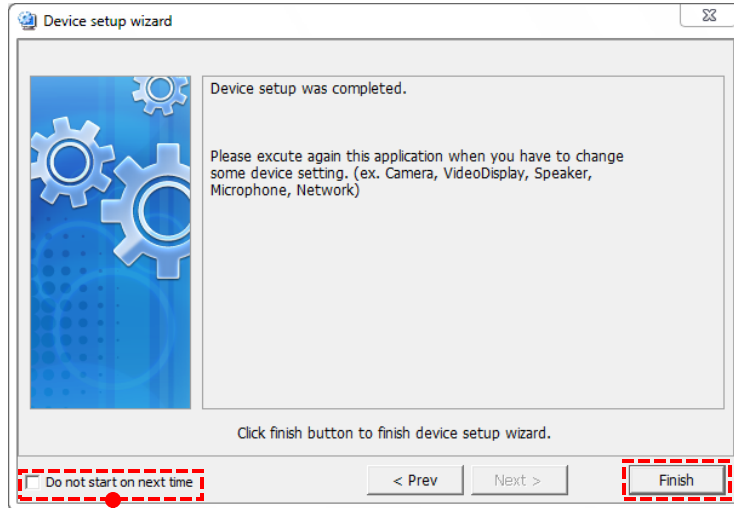 Device setup wizard
Device setup was completed.
Please excute again this application when you have to change
some device setting. (ex. Camera, VideoDisplay, Speaker,
Microphone, Network)
Click finish button to finish device setup wizard.
Do not start on next time
< Prev
Next >
Finish